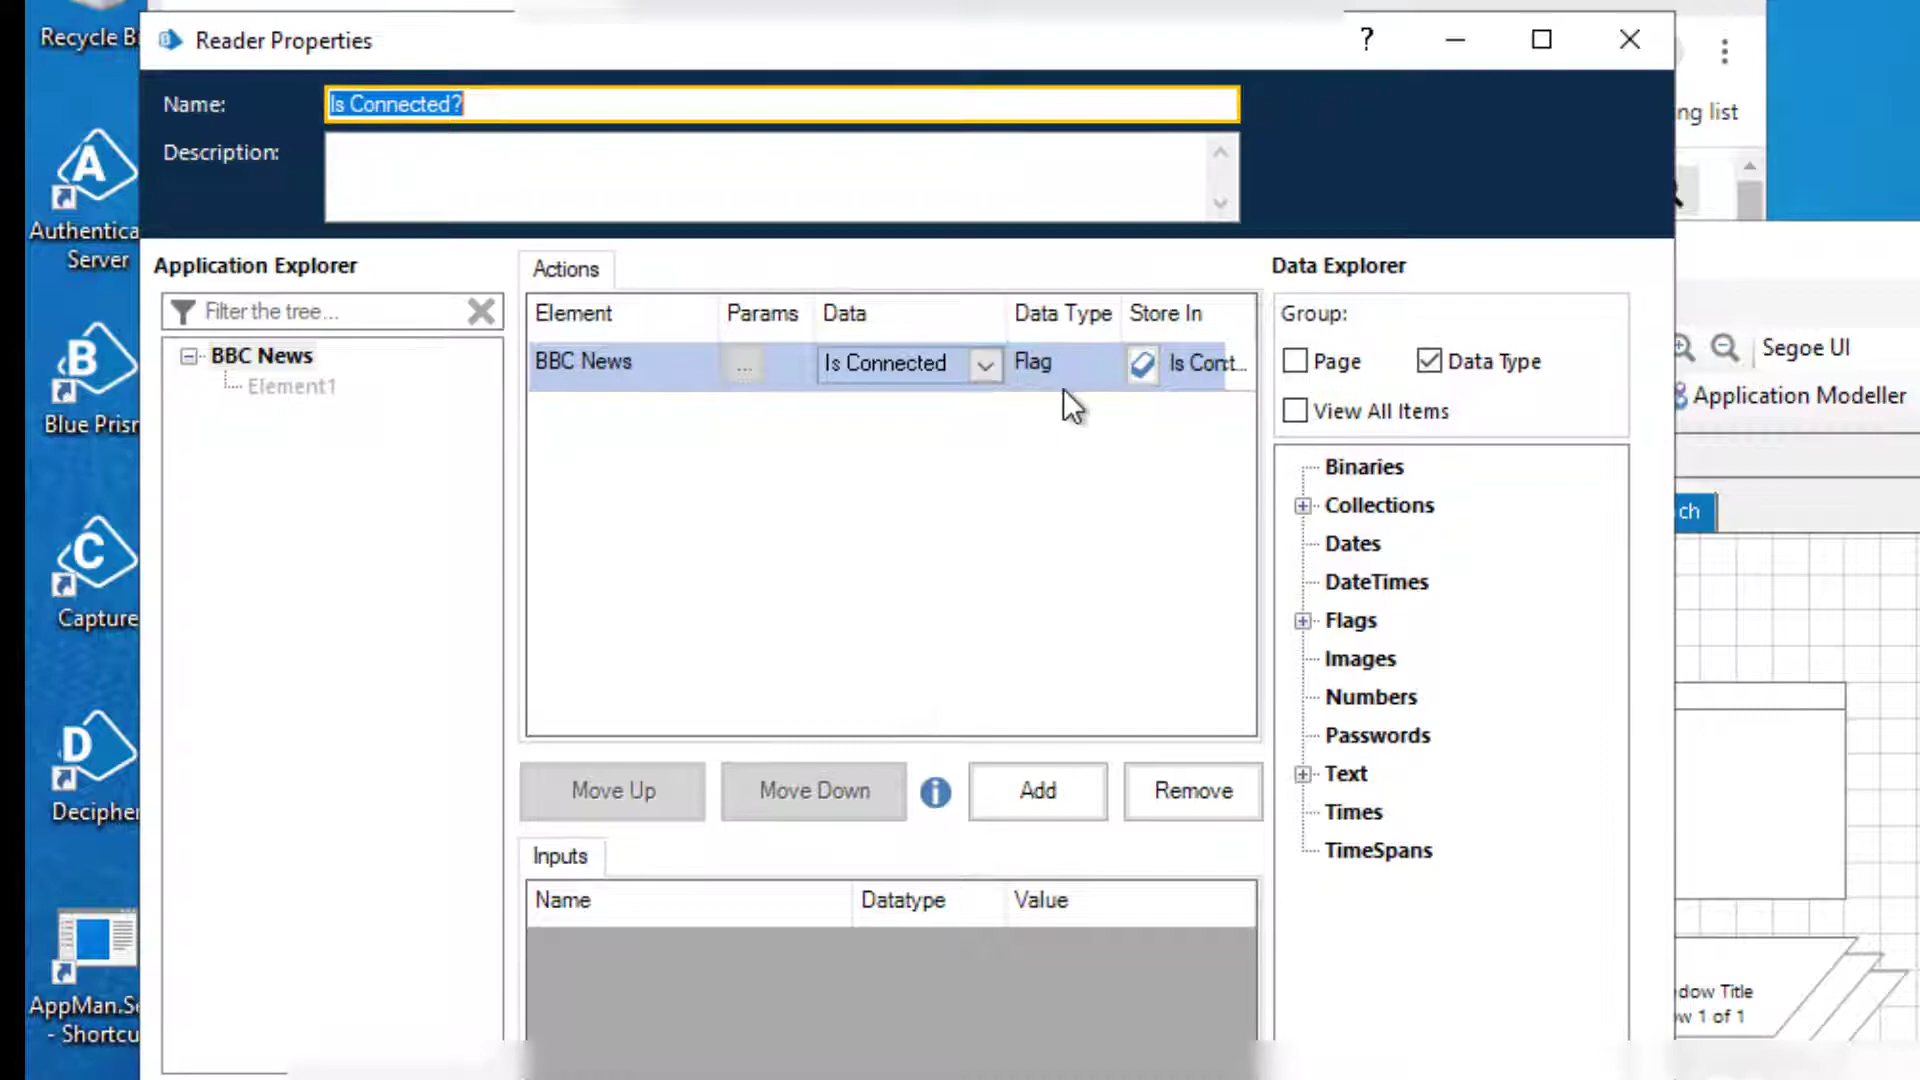 Recycle B
Reader Properties
?
Name:
Is Connected?
Description:
ng list
A
Authentica
Server
B
Blue Prisr
C
Capture
D
Decipher
AppMan.Se
- Shortcu
Application Explorer
Filter the tree...
BBC News
Element1
Actions
Element Params Data Data Type Store In
BBC News ... Is Connected Flag Is Cont...
Move Up Move Down i Add Remove
Inputs
Name Datatype Value
Data Explorer
Group:
Page Data Type
View All Items
Binaries
Collections
Dates
DateTimes
Flags
Images
Numbers
Passwords
Text
Times
TimeSpans
Segoe UI
Application Modeller
ch
dow Title
w 1 of 1